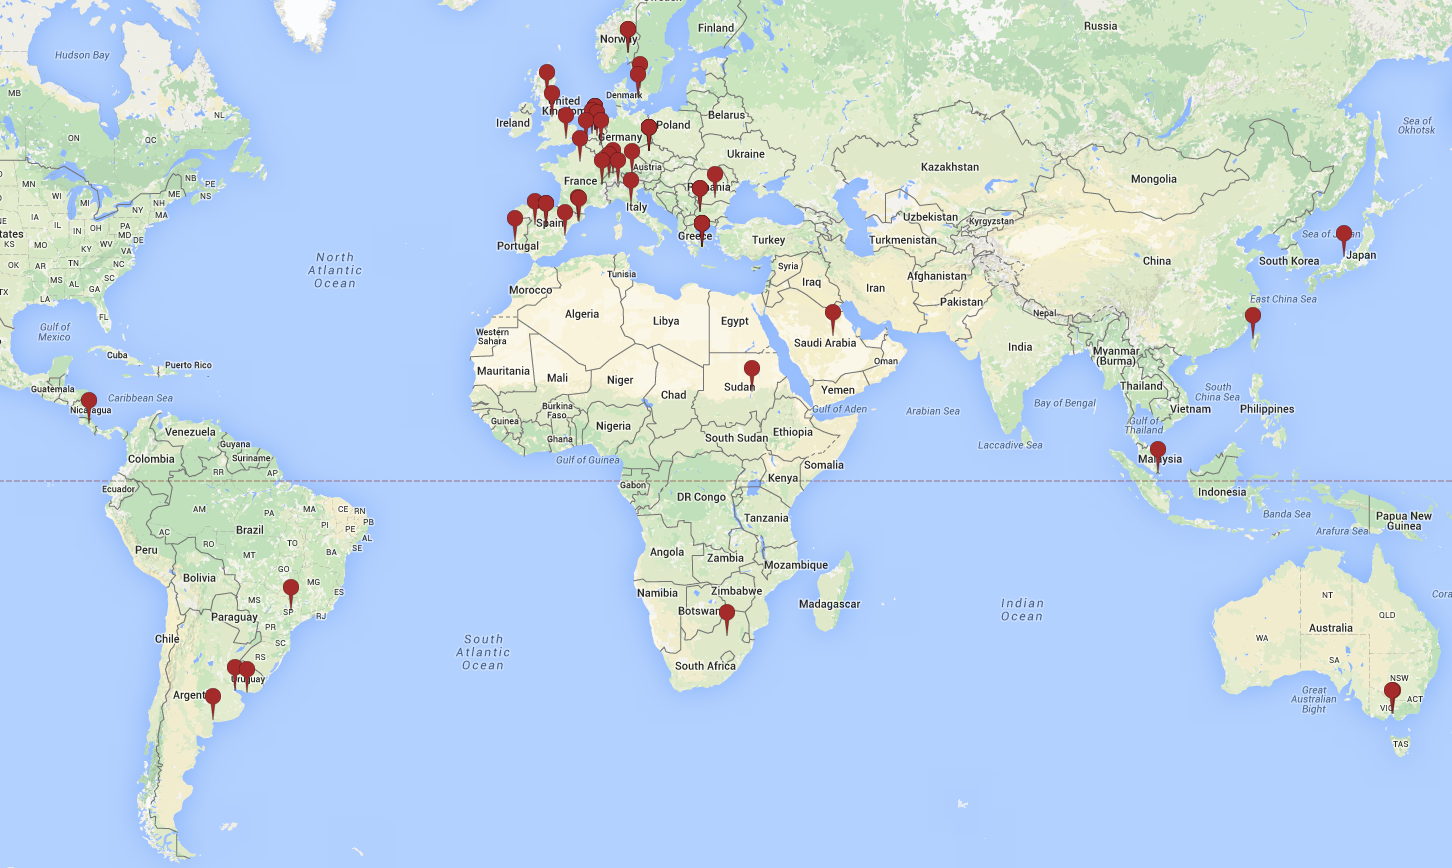 Hudson Bay
MB
ON
QC
NL
NB
PE
ME
NS
MN
WI
MI
NH
NY
MA
tates
IA
IL
IN
OH
PA
MD
DE
KS
MO
KY
WV
VA
OK
AR
TN
NC
TX
MS
AL
SC
GA
LA
FL
Gulf of
Mexico
Cuba
Puerto Rico
Guatemala
Caribbean Sea
Nicaragua
North
Atlantic
Ocean
Norway
Finland
Russia
Denmark
United
Kingdom
Ireland
Belarus
Poland
Germany
Ukraine
Austria
France
Romania
Italy
Spain
Portugal
Greece
Turkey
Kazakhstan
Mongolia
Uzbekistan
Kyrgyzstan
Turkmenistan
Afghanistan
China
Sea of
Okhotsk
Sea of Japan
South Korea
Japan
East China Sea
Syria
Iraq
Iran
Pakistan
Nepal
Tunisia
Morocco
Algeria
Libya
Egypt
Western
Sahara
Saudi Arabia
Oman
India
Myanmar
(Burma)
Mauritania
Mali
Niger
Chad
Sudan
Yemen
Gulf of Aden
Arabian Sea
Bay of Bengal
Thailand
Gulf of
Thailand
Vietnam
South
China Sea
Philippines
Laccadive Sea
Guinea
Burkina
Faso
Ghana
Nigeria
South Sudan
Ethiopia
Somalia
Gulf of Guinea
Gabon
DR Congo
Kenya
Tanzania
Malaysia
Indonesia
Banda Sea
Arafura Sea
Papua New
Guinea
Venezuela
Guyana
Suriname
Colombia
Ecuador
RR
AP
AM
PA
MA
CE
RN
PB
PI
PE
AL
SE
AC
RO
Brazil
TO
MT
BA
Peru
Bolivia
GO
MG
MS
ES
SP
RJ
Paraguay
PR
SC
Chile
RS
Uruguay
Argent
South
Atlantic
Ocean
Angola
Zambia
Mozambique
Namibia
Zimbabwe
Botswan
Madagascar
South Africa
Indian
Ocean
NT
QLD
Australia
WA
SA
NSW
ACT
VIC
TAS
Great
Australian
Bight
Cora